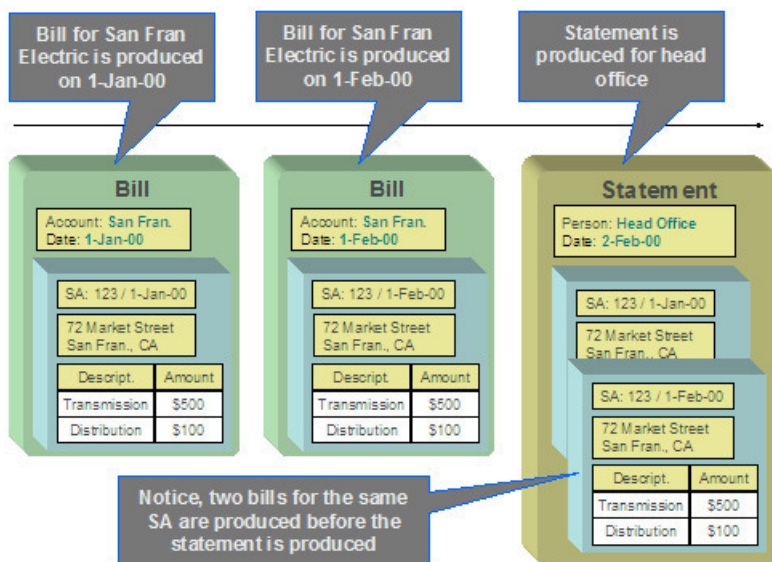 Bill for San Fran
Electric is produced
on 1-Jan-00
Bill for San Fran
Electric is produced
on 1-Feb-00
Statement is
produced for head
office
Bill
Account: San Fran.
Date: 1-Jan-00
SA: 123 / 1-Jan-00
72 Market Street
San Fran., CA
Descript. Amount
Transmission $500
Distribution $100
Bill
Account: San Fran.
Date: 1-Feb-00
SA: 123 / 1-Feb-00
72 Market Street
San Fran., CA
Descript. Amount
Transmission $500
Distribution $100
Statement
Person: Head Office
Date: 2-Feb-00
SA: 123 / 1-Jan-00
72 Market Street
San Fran., CA
SA: 123 / 1-Feb-00
72 Market Street
San Fran., CA
Descript. Amount
Transmission $500
Distribution $100
Notice, two bills for the same
SA are produced before the
statement is produced